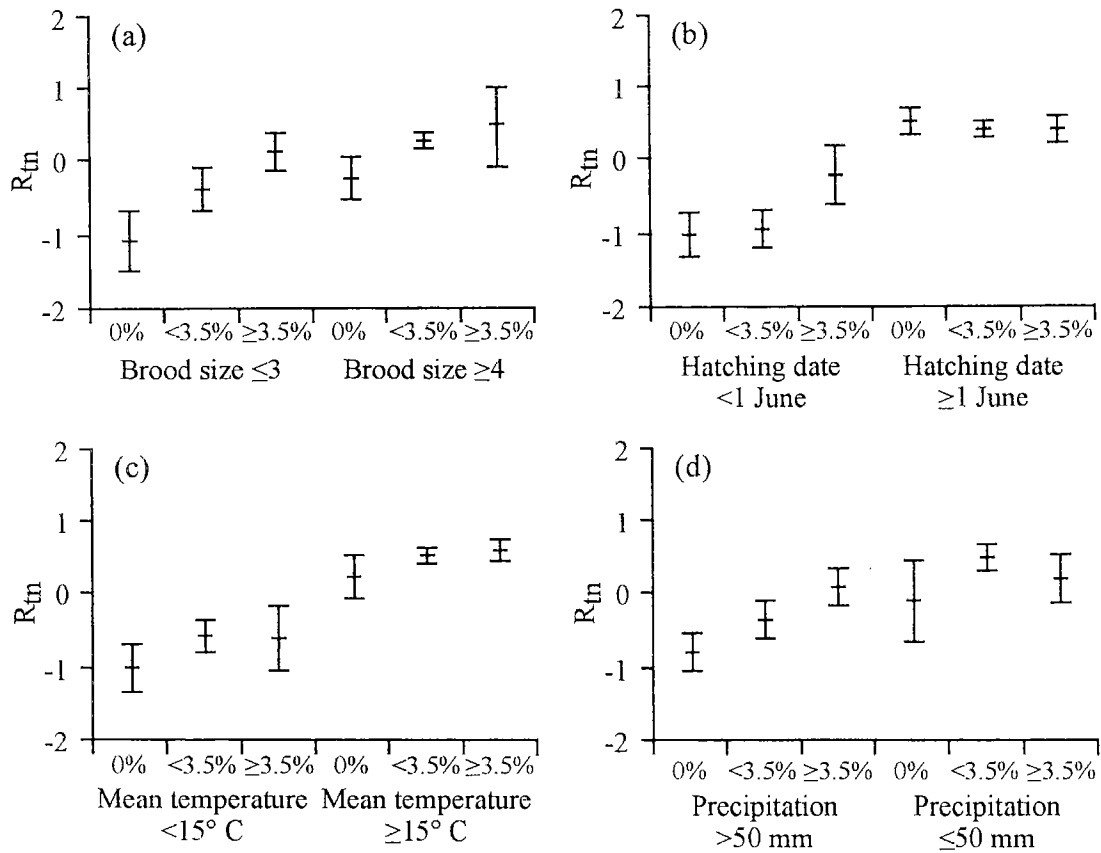 (a)
2
1
0
-1
-2
R_tn
0% <3.5% ≥3.5% 0% <3.5% ≥3.5%
Brood size ≤3 Brood size ≥4
(b)
2
1
0
-1
-2
R_tn
0% <3.5% ≥3.5% 0% <3.5% ≥3.5%
Hatching date Hatching date
<1 June ≥1 June
(c)
2
1
0
-1
-2
R_tn
0% <3.5% ≥3.5% 0% <3.5% ≥3.5%
Mean temperature Mean temperature
<15° C ≥15° C
(d)
2
1
0
-1
-2
R_tn
0% <3.5% ≥3.5% 0% <3.5% ≥3.5%
Precipitation Precipitation
>50 mm ≤50 mm